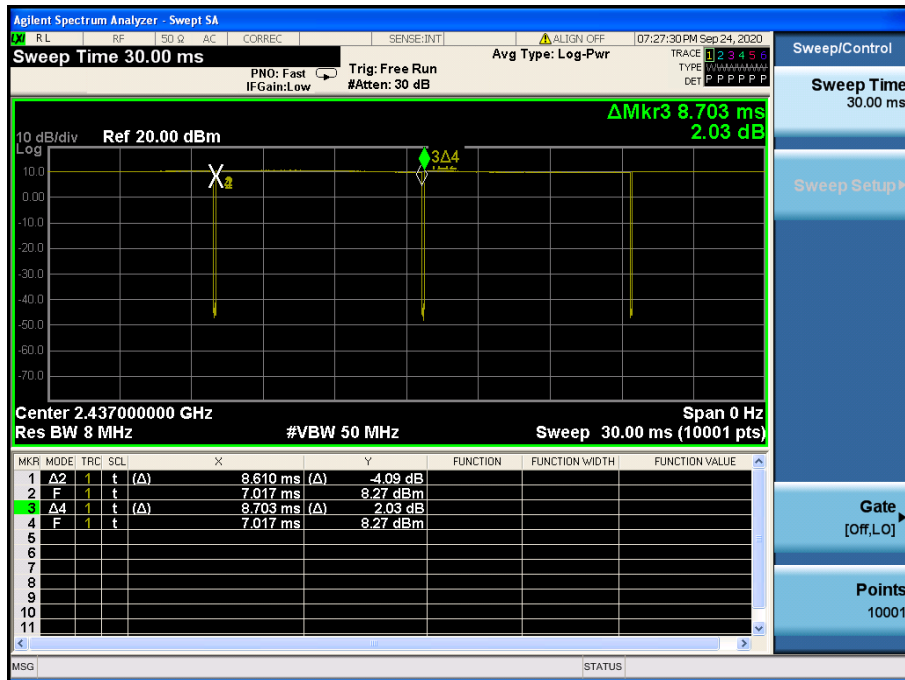 Agilent Spectrum Analyzer - Swept SA
LXI RL RF 50 Ω AC CORREC SENSE:INT ALIGN OFF 07:27:30 PM Sep 24, 2020
Sweep Time 30.00 ms
PNO: Fast
IFGain:Low
Trig: Free Run
#Atten: 30 dB
Avg Type: Log-Pwr
TRACE 1 2 3 4 5 6
TYPE
DET P P P P P P
Sweep/Control
Sweep Time
30.00 ms
Sweep Setup
Gate
[Off,LO]
Points
10001
ΔMkr3 8.703 ms
2.03 dB
10 dB/div Ref 20.00 dBm
Log
10.0
0.00
-10.0
-20.0
-30.0
-40.0
-50.0
-60.0
-70.0
3Δ4
Center 2.437000000 GHz Span 0 Hz
Res BW 8 MHz #VBW 50 MHz Sweep 30.00 ms (10001 pts)
MKR MODE TRC SCL X Y FUNCTION FUNCTION WIDTH FUNCTION VALUE
1 Δ2 1 t (Δ) 8.610 ms (Δ) -4.09 dB
2 F 1 t 7.017 ms 8.27 dBm
3 Δ4 1 t (Δ) 8.703 ms (Δ) 2.03 dB
4 F 1 t 7.017 ms 8.27 dBm
5
6
7
8
9
10
11
MSG STATUS